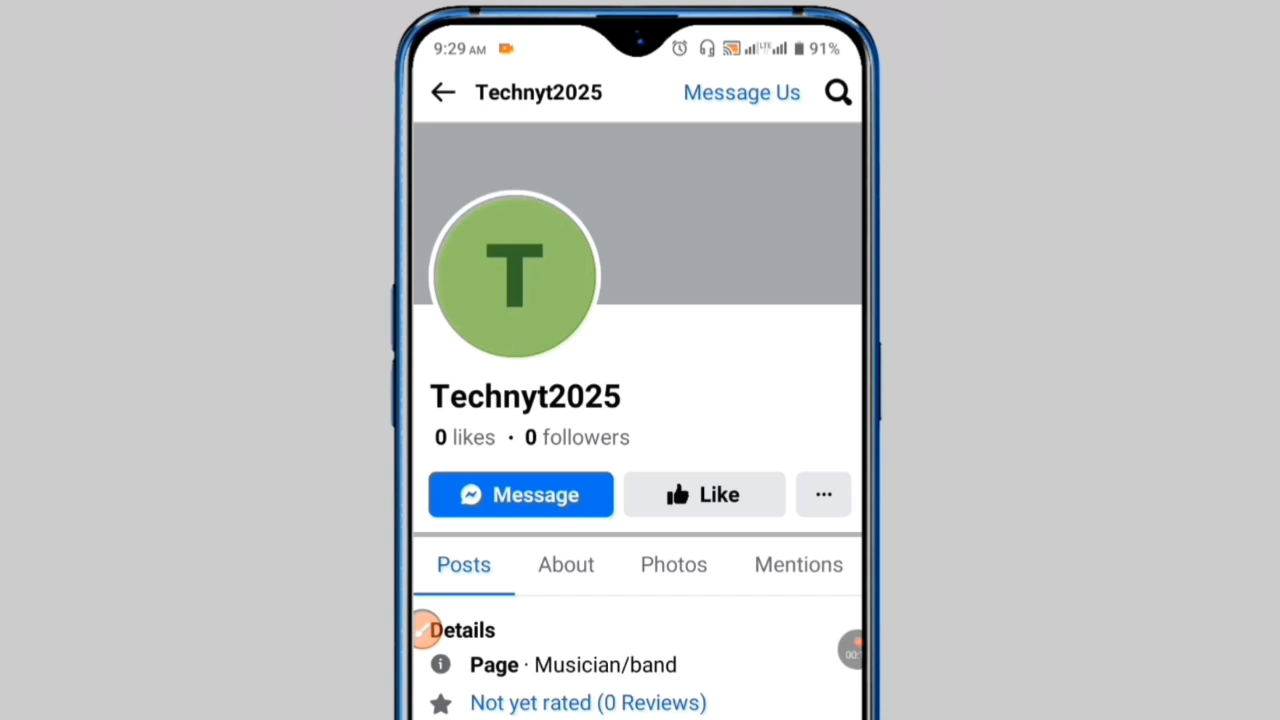 9:29 AM LTE 91%
Technyt2025 Message Us
T
Technyt2025
0 likes · 0 followers
Message Like ...
Posts About Photos Mentions
Details
Page · Musician/band
Not yet rated (0 Reviews)